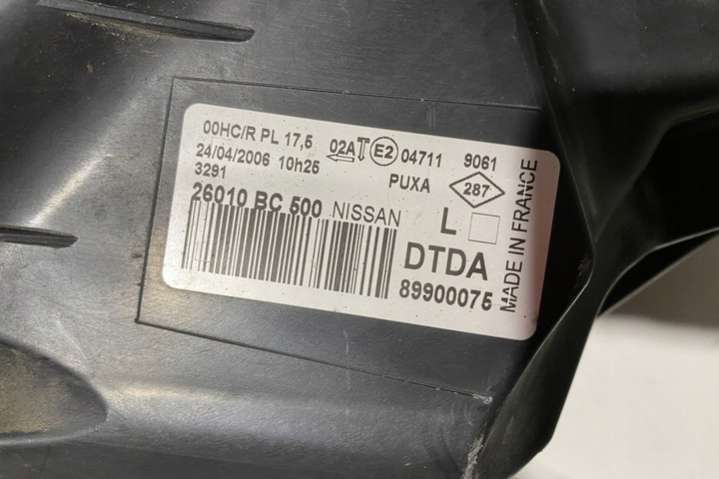 00HC/R PL 17,5 02A E2 04711 9061
24/04/2006 10h25 PUXA 287
3291
26010 BC 500 NISSAN L
DTDA
89900075
MADE IN FRANCE